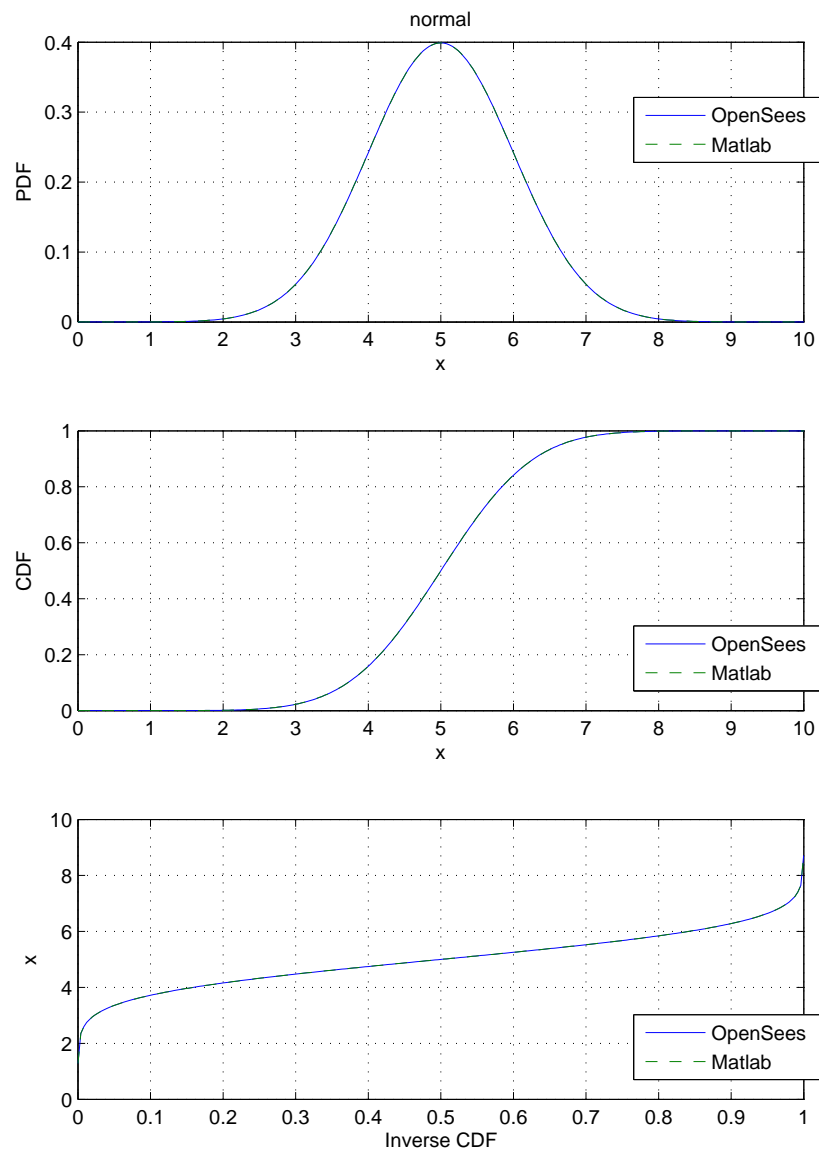 normal
0.4
0.3
0.2
0.1
0
PDF
OpenSees
Matlab
0 1 2 3 4 5 6 7 8 9 10
x
1
0.8
0.6
0.4
0.2
0
CDF
OpenSees
Matlab
0 1 2 3 4 5 6 7 8 9 10
x
10
8
6
4
2
0
x
OpenSees
Matlab
0 0.1 0.2 0.3 0.4 0.5 0.6 0.7 0.8 0.9 1
Inverse CDF